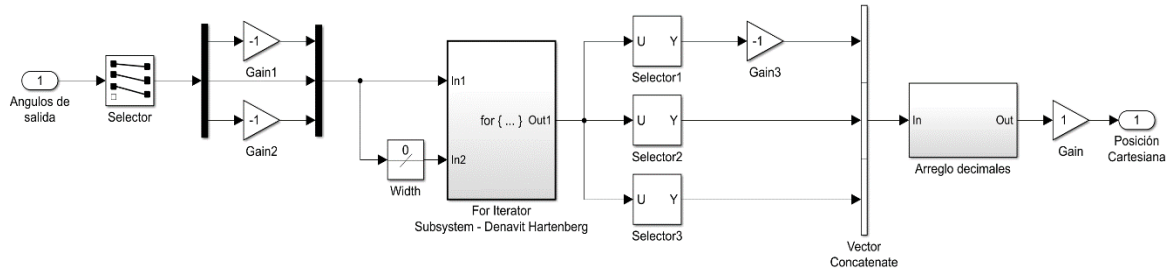 1
Angulos de
salida
Selector
-1
Gain1
-1
Gain2
0
Width
In1
In2
for { ... }
Out1
For Iterator
Subsystem - Denavit Hartenberg
U Y
Selector1
-1
Gain3
U Y
Selector2
U Y
Selector3
Vector
Concatenate
In
Out
Arreglo decimales
1
Gain
1
Posición
Cartesiana